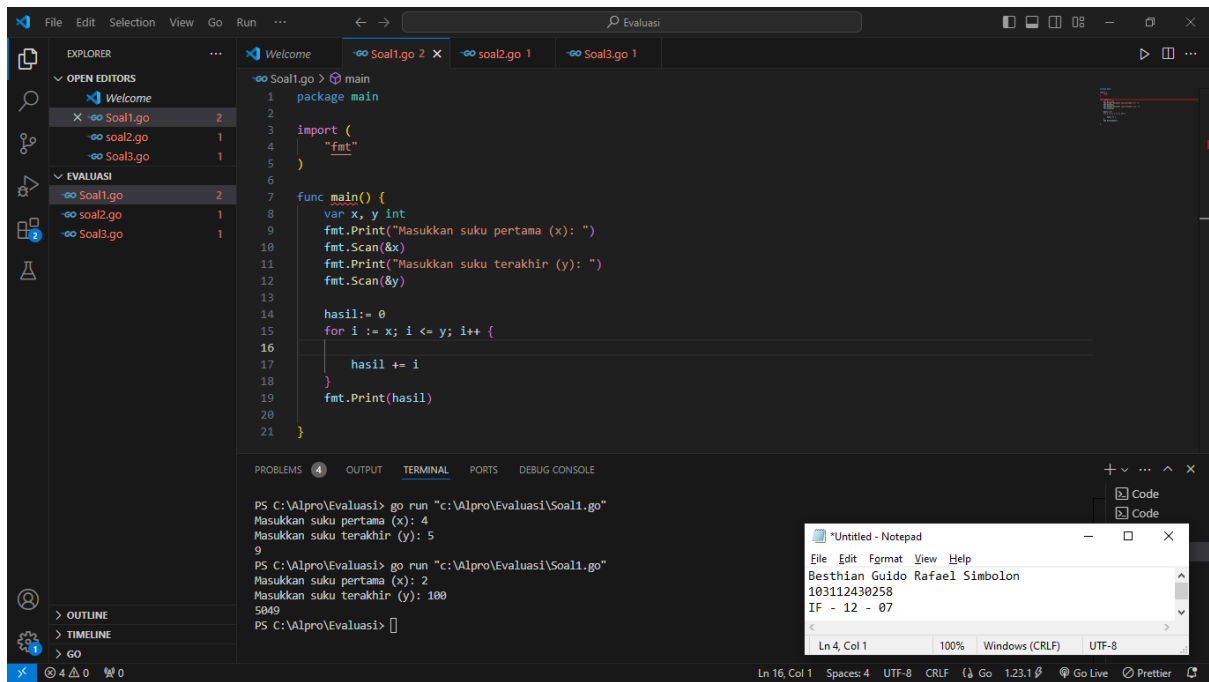 File Edit Selection View Go Run ··· ← → Evaluasi
EXPLORER ···
OPEN EDITORS
Welcome
Soal1.go 2
soal2.go 1
Soal3.go 1
EVALUASI
Soal1.go 2
soal2.go 1
Soal3.go 1
OUTLINE
TIMELINE
GO
Welcome Soal1.go 2 soal2.go 1 Soal3.go 1
Soal1.go > main
1 package main
2
3 import (
4 "fmt"
5 )
6
7 func main() {
8 var x, y int
9 fmt.Print("Masukkan suku pertama (x): ")
10 fmt.Scan(&x)
11 fmt.Print("Masukkan suku terakhir (y): ")
12 fmt.Scan(&y)
13
14 hasil:= 0
15 for i := x; i <= y; i++ {
16
17 hasil += i
18 }
19 fmt.Print(hasil)
20
21 }
PROBLEMS 4 OUTPUT TERMINAL PORTS DEBUG CONSOLE
PS C:\Alpro\Evaluasi> go run "c:\Alpro\Evaluasi\Soal1.go"
Masukkan suku pertama (x): 4
Masukkan suku terakhir (y): 5
9
PS C:\Alpro\Evaluasi> go run "c:\Alpro\Evaluasi\Soal1.go"
Masukkan suku pertama (x): 2
Masukkan suku terakhir (y): 100
5049
PS C:\Alpro\Evaluasi>
Code
Code
*Untitled - Notepad
File Edit Format View Help
Besthian Guido Rafael Simbolon
103112430258
IF - 12 - 07
Ln 4, Col 1 100% Windows (CRLF) UTF-8
2
1
4 0 0 Ln 16, Col 1 Spaces: 4 UTF-8 CRLF Go 1.23.1 Go Live Prettier